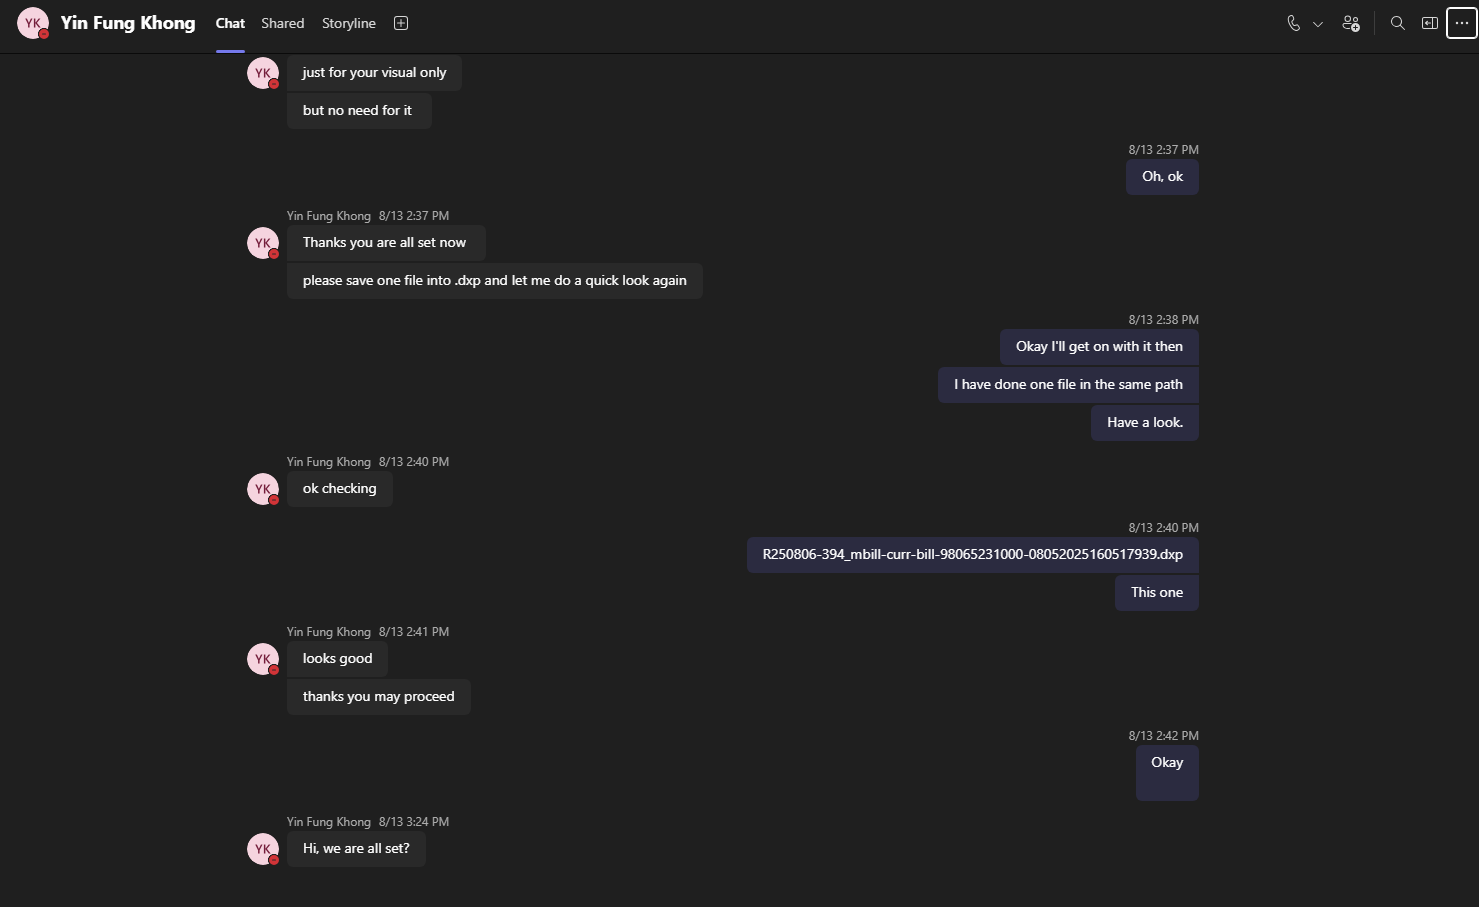 YK Yin Fung Khong Chat Shared Storyline
YK just for your visual only
but no need for it
8/13 2:37 PM
Oh, ok
Yin Fung Khong 8/13 2:37 PM
YK Thanks you are all set now
please save one file into .dxp and let me do a quick look again
8/13 2:38 PM
Okay I'll get on with it then
I have done one file in the same path
Have a look.
Yin Fung Khong 8/13 2:40 PM
YK ok checking
8/13 2:40 PM
R250806-394_mbill-curr-bill-98065231000-08052025160517939.dxp
This one
Yin Fung Khong 8/13 2:41 PM
YK looks good
thanks you may proceed
8/13 2:42 PM
Okay
Yin Fung Khong 8/13 3:24 PM
YK Hi, we are all set?